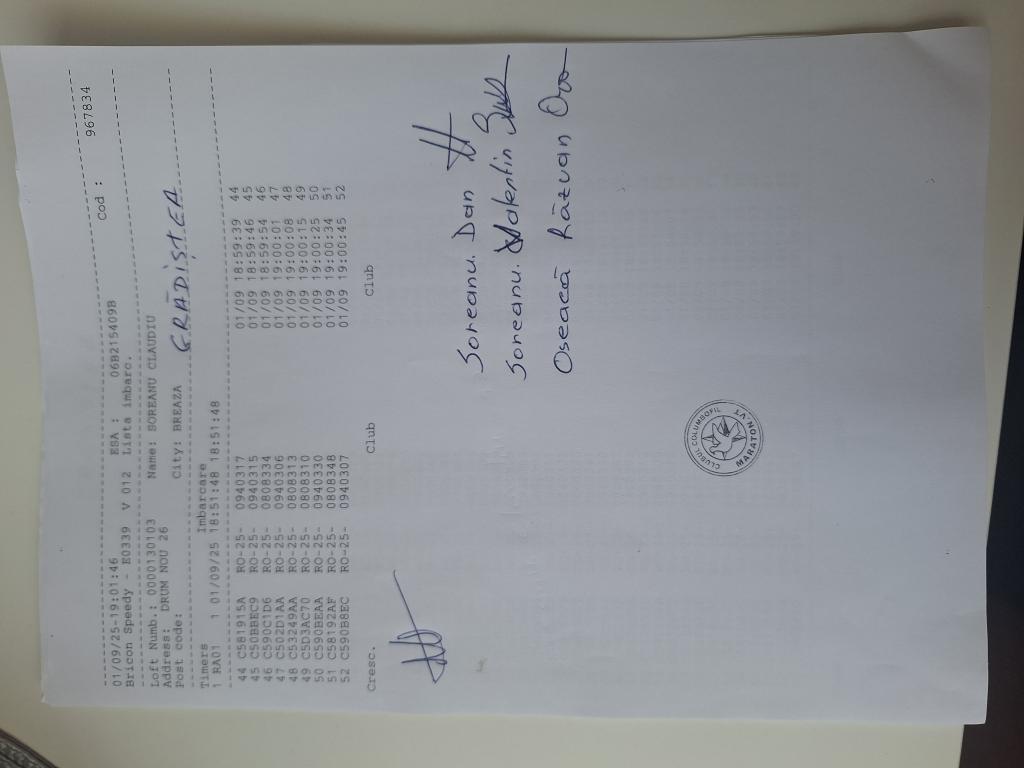 cod : 967834
01/09/25-19:01:46 ESA : 06B215409B
Bricon Speedy - E0339 V 012 Lista imbarc.
Loft Numb.: 0000130103 Name: SOREANU CLAUDIU
Address: DRUM NOU 26
Post code: City: BREAZA GRĂDIȘTEA
Timers Imbarcare
1 RA01 1 01/09/25 18:51:48 18:51:48
44 C581915A RO-25- 0940317 01/09 18:59:39 44
45 C50BBEC9 RO-25- 0940315 01/09 18:59:46 45
46 C590C1D6 RO-25- 0808334 01/09 18:59:54 46
47 C502D1AA RO-25- 0940306 01/09 19:00:01 47
48 C53249AA RO-25- 0808313 01/09 19:00:08 48
49 C5D3AC70 RO-25- 0808310 01/09 19:00:15 49
50 C590BEAA RO-25- 0940330 01/09 19:00:25 50
51 C58192AF RO-25- 0808348 01/09 19:00:34 51
52 C590B8EC RO-25- 0940307 01/09 19:00:45 52
Cresc. Club Club
Soreanu. Dan
Soreanu. Valentin
Oseacă Răzvan
CLUBUL COLUMBOFIL
MARATON VT